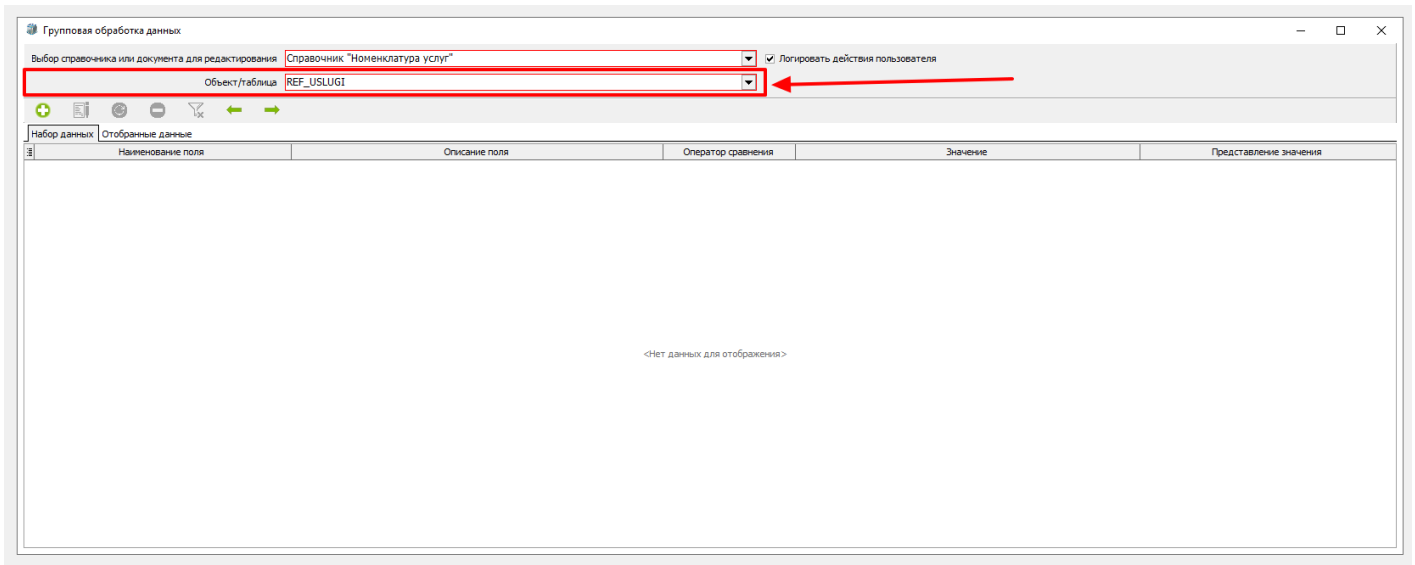 Групповая обработка данных
Выбор справочника или документа для редактирования Справочник "Номенклатура услуг" Логировать действия пользователя
Объект/таблица REF_USLUGI
Набор данных Отобранные данные
Наименование поля Описание поля Оператор сравнения Значение Представление значения
<Нет данных для отображения>